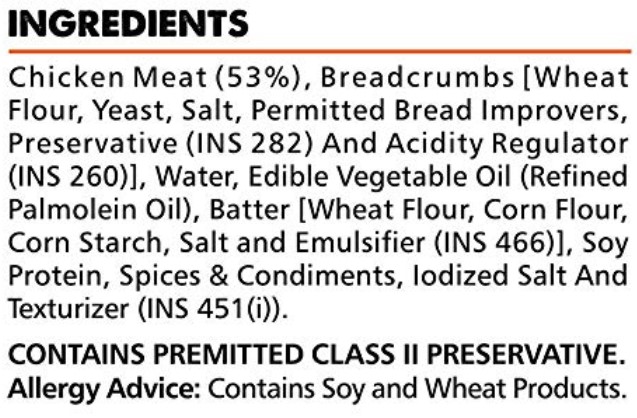 INGREDIENTS
Chicken Meat (53%), Breadcrumbs [Wheat
Flour, Yeast, Salt, Permitted Bread Improvers,
Preservative (INS 282) And Acidity Regulator
(INS 260)], Water, Edible Vegetable Oil (Refined
Palmolein Oil), Batter [Wheat Flour, Corn Flour,
Corn Starch, Salt and Emulsifier (INS 466)], Soy
Protein, Spices & Condiments, Iodized Salt And
Texturizer (INS 451(i)).
CONTAINS PREMITTED CLASS II PRESERVATIVE.
Allergy Advice: Contains Soy and Wheat Products.